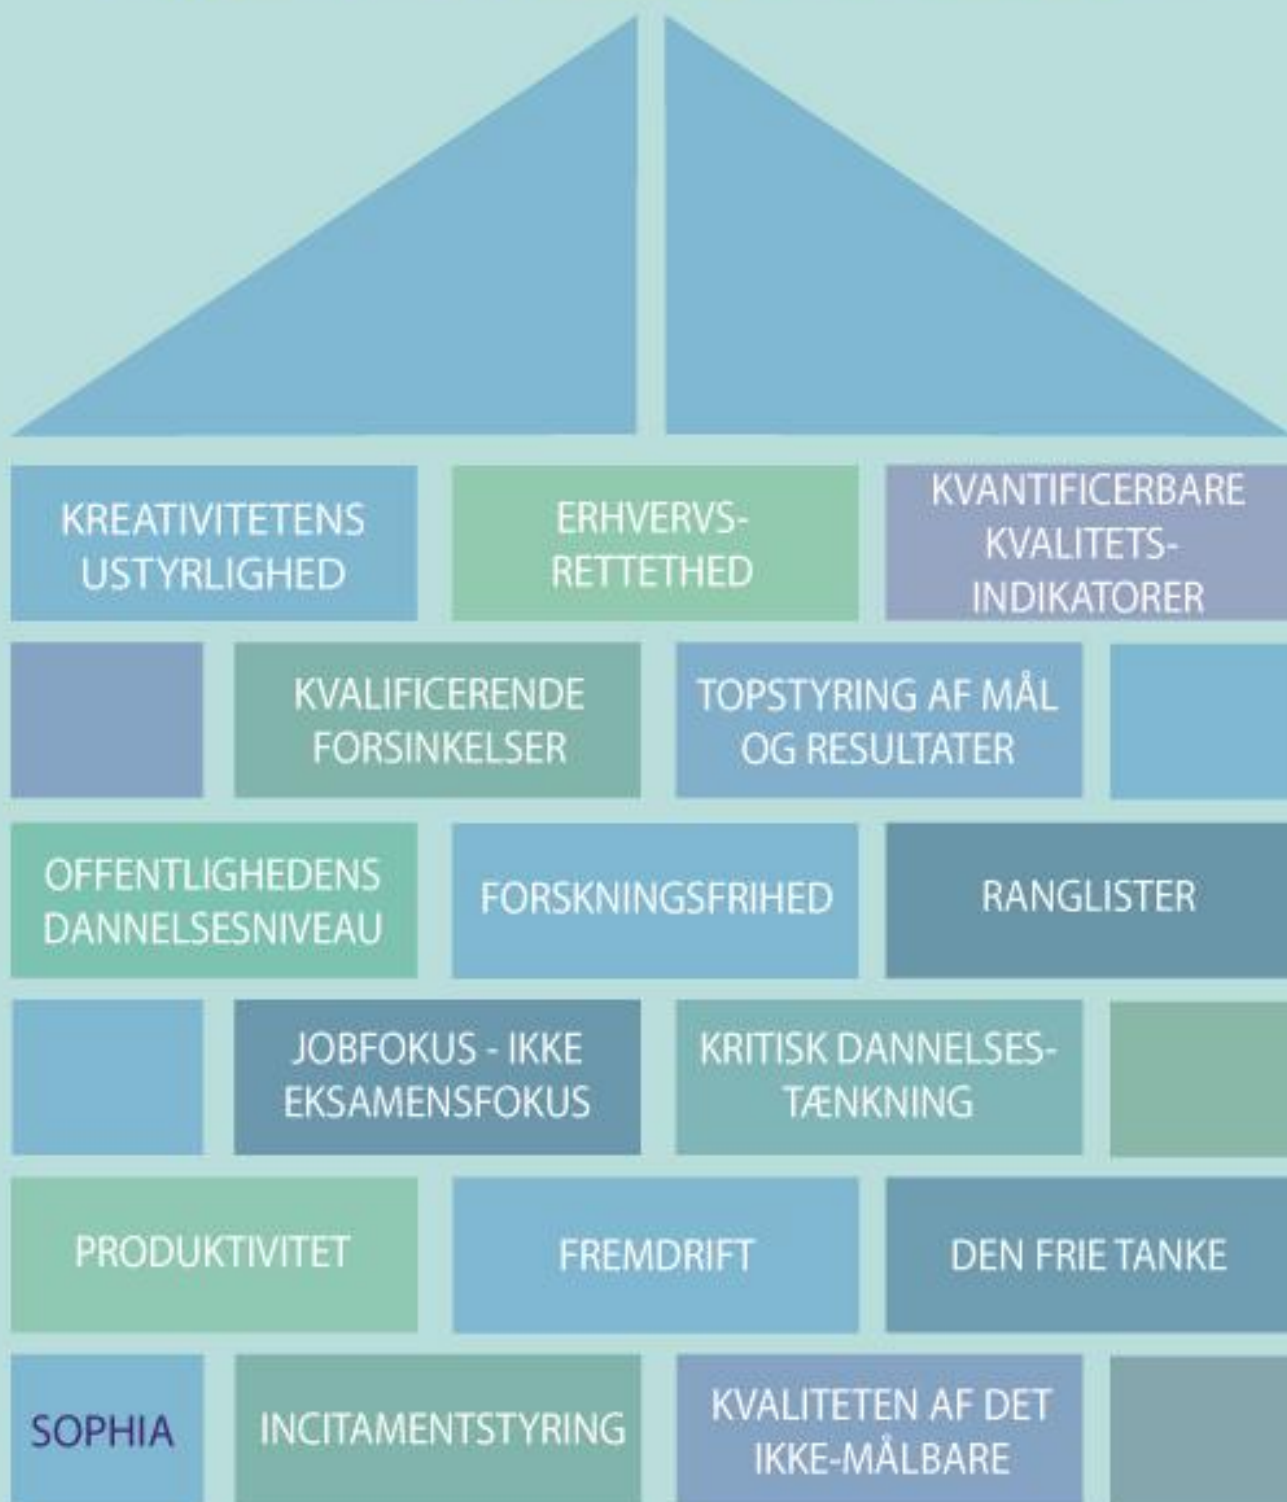 KREATIVITETENS
USTYRLIGHED
ERHVERVS-
RETTETHED
KVANTIFICERBARE
KVALITETS-
INDIKATORER
KVALIFICERENDE
FORSINKELSER
TOPSTYRING AF MÅL
OG RESULTATER
OFFENTLIGHEDENS
DANNELSESNIVEAU
FORSKNINGSFRIHED
RANGLISTER
JOBFOKUS - IKKE
EKSAMENSFOKUS
KRITISK DANNELSES-
TÆNKNING
PRODUKTIVITET
FREMDRIFT
DEN FRIE TANKE
SOPHIA
INCITAMENTSTYRING
KVALITETEN AF DET
IKKE-MÅLBARE